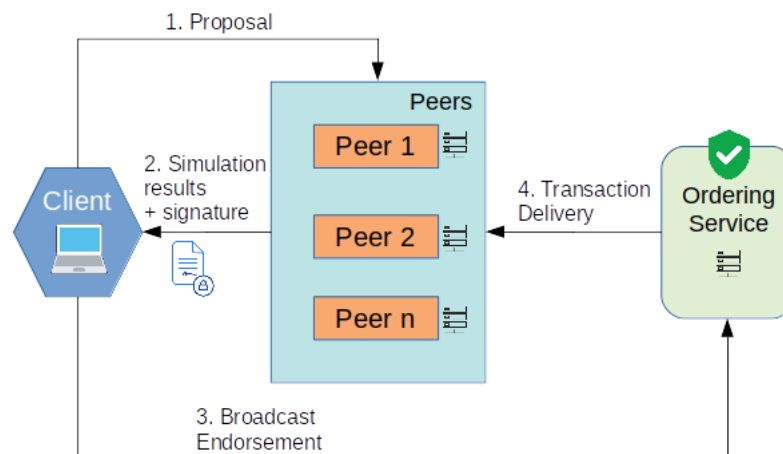 1. Proposal
Peers
Peer 1
2. Simulation
results
+ signature
Client
4. Transaction
Delivery
Ordering
Service
Peer 2
Peer n
3. Broadcast
Endorsement